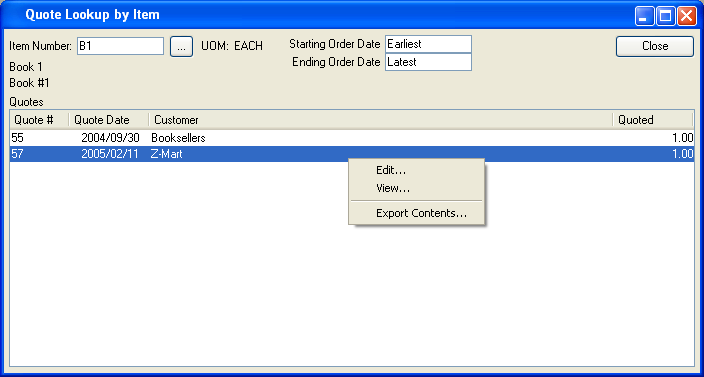 Quote Lookup by Item
Item Number: B1 ... UOM: EACH Starting Order Date Earliest Close
Ending Order Date Latest
Book 1
Book #1
Quotes
Quote # Quote Date Customer Quoted
55 2004/09/30 Booksellers 1.00
57 2005/02/11 Z-Mart 1.00
Edit...
View...
Export Contents...